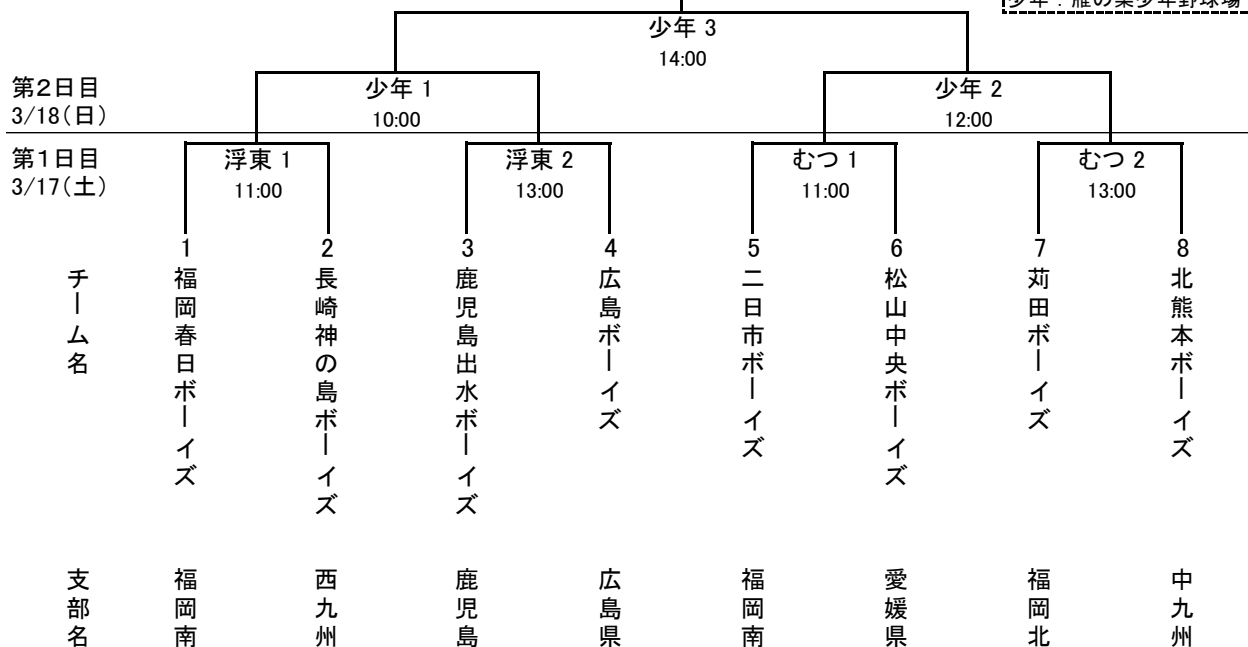 少年：雁の巣少年野球場
少年 3
14:00
第2日目
3/18(日)
少年 1
10:00
少年 2
12:00
第1日目
3/17(土)
浮東 1
11:00
浮東 2
13:00
むつ 1
11:00
むつ 2
13:00
1 2 3 4 5 6 7 8
チーム名
福岡春日ボーイズ
長崎神の島ボーイズ
鹿児島出水ボーイズ
広島ボーイズ
二日市ボーイズ
松山中央ボーイズ
苅田ボーイズ
北熊本ボーイズ
支部名
福岡南
西九州
鹿児島
広島県
福岡南
愛媛県
福岡北
中九州